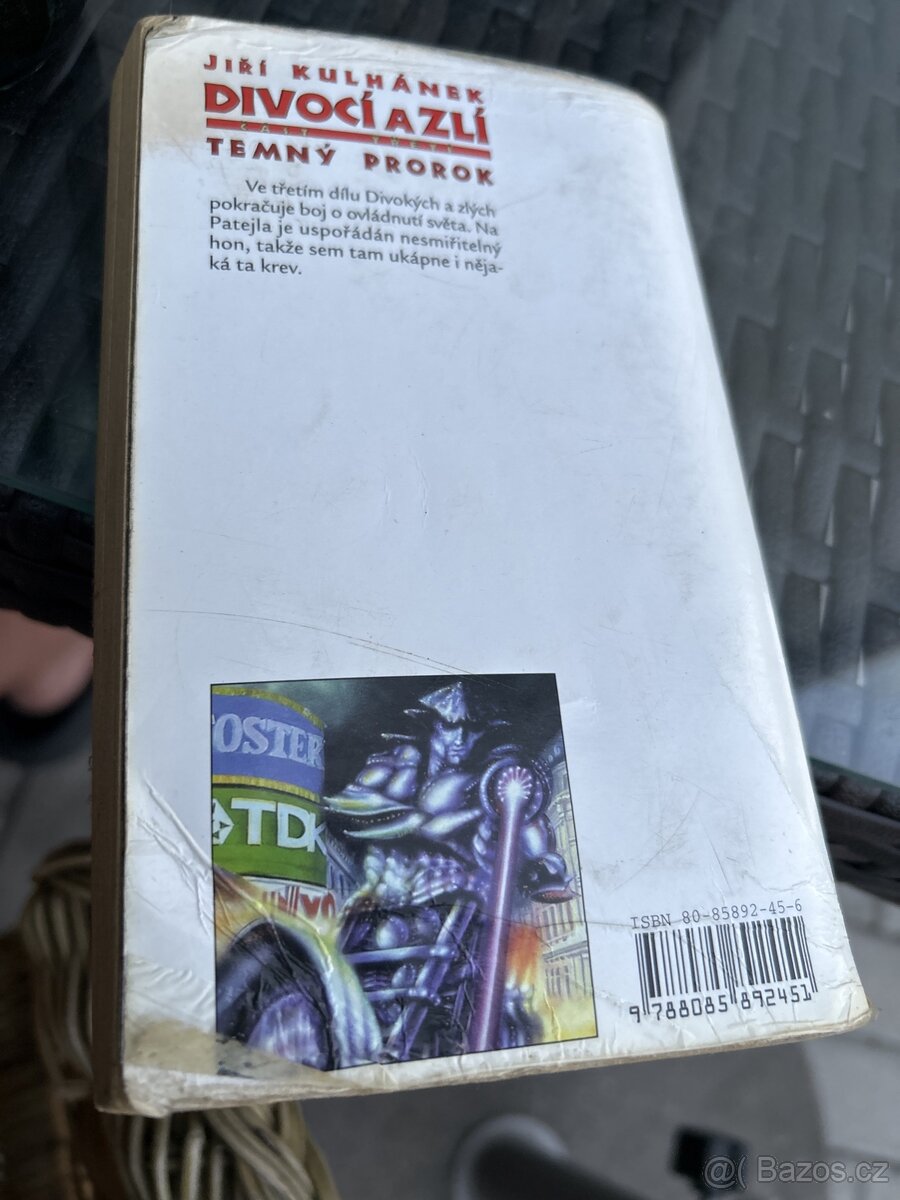 JIŘÍ KULHÁNEK
DIVOCÍ A ZLÍ
ČÁST TŘETÍ
TEMNÝ PROROK
Ve třetím dílu Divokých a zlých
pokračuje boj o ovládnutí světa. Na
Patejla je uspořádán nesmiřitelný
hon, takže sem tam ukápne i něja-
ká ta krev.
OSTER
TDK
ISBN 80-85892-45-6
9 788085 892451
@( Bazos.cz